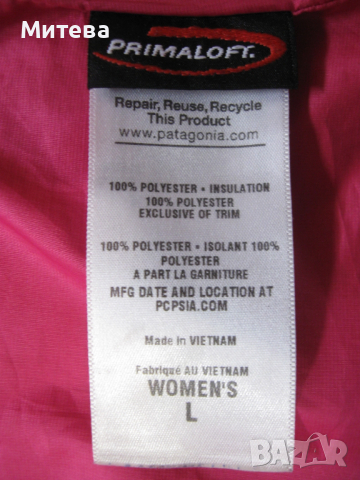 Митева
PRIMALOFT.
Repair, Reuse, Recycle
This Product
www.patagonia.com
100% POLYESTER • INSULATION
100% POLYESTER
EXCLUSIVE OF TRIM
100% POLYESTER • ISOLANT 100%
POLYESTER
A PART LA GARNITURE
MFG DATE AND LOCATION AT
PCPSIA.COM
Made in VIETNAM
Fabriqué AU VIETNAM
WOMEN'S
L
BAZAR
bg